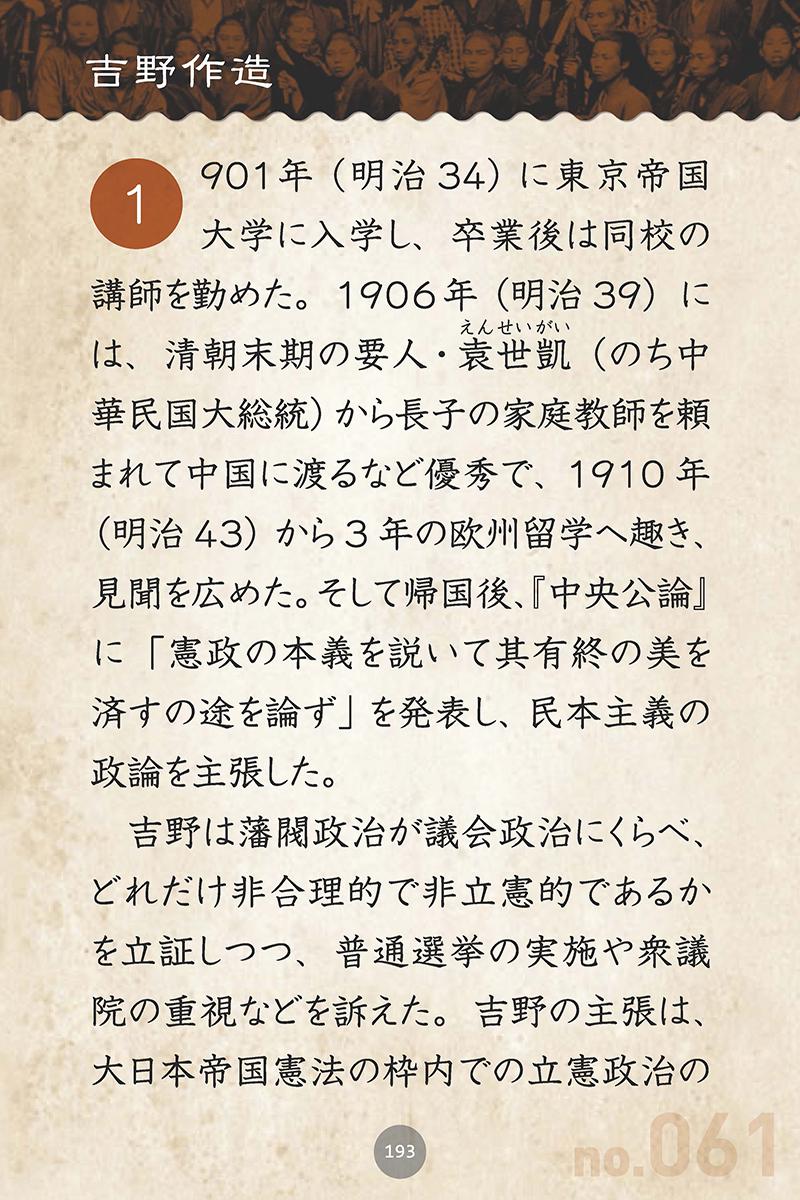 吉野作造
1901年（明治34）に東京帝国
大学に入学し、卒業後は同校の
講師を勤めた。1906年（明治39）に
えんせいがい
は、清朝末期の要人・袁世凱（のち中
華民国大総統）から長子の家庭教師を頼
まれて中国に渡るなど優秀で、1910年
（明治43）から3年の欧州留学へ趣き、
見聞を広めた。そして帰国後、『中央公論』
に「憲政の本義を説いて其有終の美を
済すの途を論ず」を発表し、民本主義の
政論を主張した。
吉野は藩閥政治が議会政治にくらべ、
どれだけ非合理的で非立憲的であるか
を立証しつつ、普通選挙の実施や衆議
院の重視などを訴えた。吉野の主張は、
大日本帝国憲法の枠内での立憲政治の
193
no.061